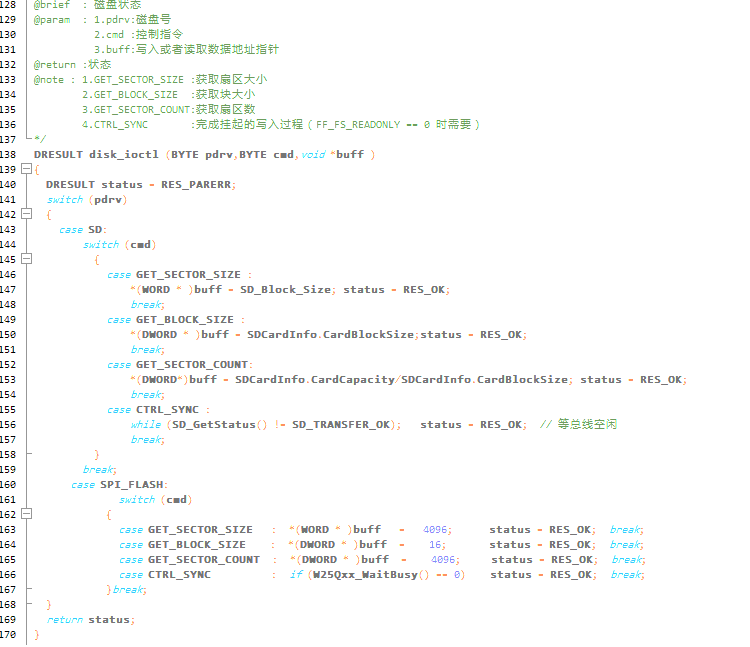 128 @brief  : 磁盘状态
129 @param  : 1.pdrv:磁盘号
130          2.cmd :控制指令
131          3.buff:写入或者读取数据地址指针
132 @return :状态
133 @note : 1.GET_SECTOR_SIZE :获取扇区大小
134        2.GET_BLOCK_SIZE  :获取块大小
135        3.GET_SECTOR_COUNT:获取扇区数
136        4.CTRL_SYNC       :完成挂起的写入过程(FF_FS_READONLY == 0 时需要)
137 */
138 DRESULT disk_ioctl (BYTE pdrv,BYTE cmd,void *buff )
139 {
140   DRESULT status = RES_PARERR;
141   switch (pdrv)
142   {
143     case SD:
144         switch (cmd)
145           {
146             case GET_SECTOR_SIZE :
147                 *(WORD * )buff = SD_Block_Size; status = RES_OK;
148                 break;
149             case GET_BLOCK_SIZE :
150                 *(DWORD * )buff = SDCardInfo.CardBlockSize;status = RES_OK;
151                 break;
152             case GET_SECTOR_COUNT:
153                 *(DWORD*)buff = SDCardInfo.CardCapacity/SDCardInfo.CardBlockSize; status = RES_OK;
154                 break;
155             case CTRL_SYNC :
156                 while (SD_GetStatus() != SD_TRANSFER_OK);   status = RES_OK;  // 等总线空闲
157                 break;
158           }
159         break;
160       case SPI_FLASH:
161               switch (cmd)
162             {
163               case GET_SECTOR_SIZE   :  *(WORD * )buff   =   4096;      status = RES_OK;  break;
164               case GET_BLOCK_SIZE    :  *(DWORD * )buff  =    16;       status = RES_OK;  break;
165               case GET_SECTOR_COUNT  :  *(DWORD * )buff  =    4096;     status = RES_OK;  break;
166               case CTRL_SYNC         :  if (W25Qxx_WaitBusy() == 0)    status = RES_OK;  break;
167             }break;
168   }
169   return status;
170 }